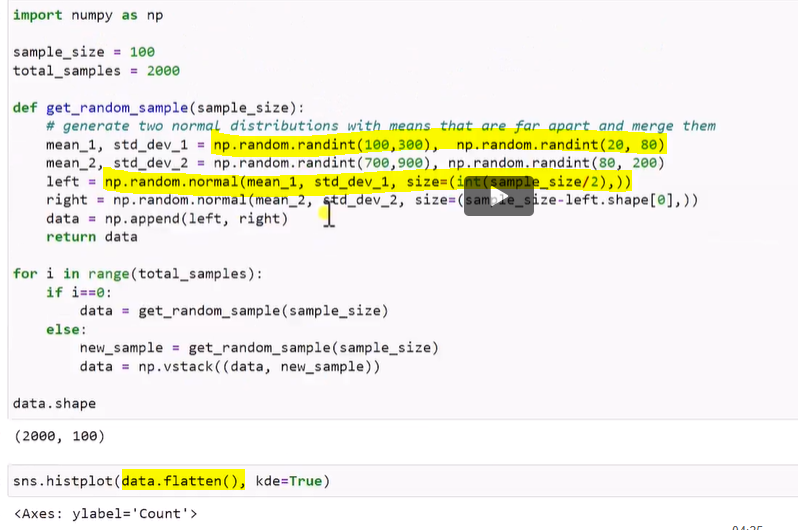 import numpy as np
sample_size = 100
total_samples = 2000
def get_random_sample(sample_size):
# generate two normal distributions with means that are far apart and merge them
mean_1, std_dev_1 = np.random.randint(100,300), np.random.randint(20, 80)
mean_2, std_dev_2 = np.random.randint(700,900), np.random.randint(80, 200)
left = np.random.normal(mean_1, std_dev_1, size=(int(sample_size/2),))
right = np.random.normal(mean_2, std_dev_2, size=(sample_size-left.shape[0],))
data = np.append(left, right)
return data
for i in range(total_samples):
if i==0:
data = get_random_sample(sample_size)
else:
new_sample = get_random_sample(sample_size)
data = np.vstack((data, new_sample))
data.shape
(2000, 100)
sns.histplot(data.flatten(), kde=True)
<Axes: ylabel='Count'>